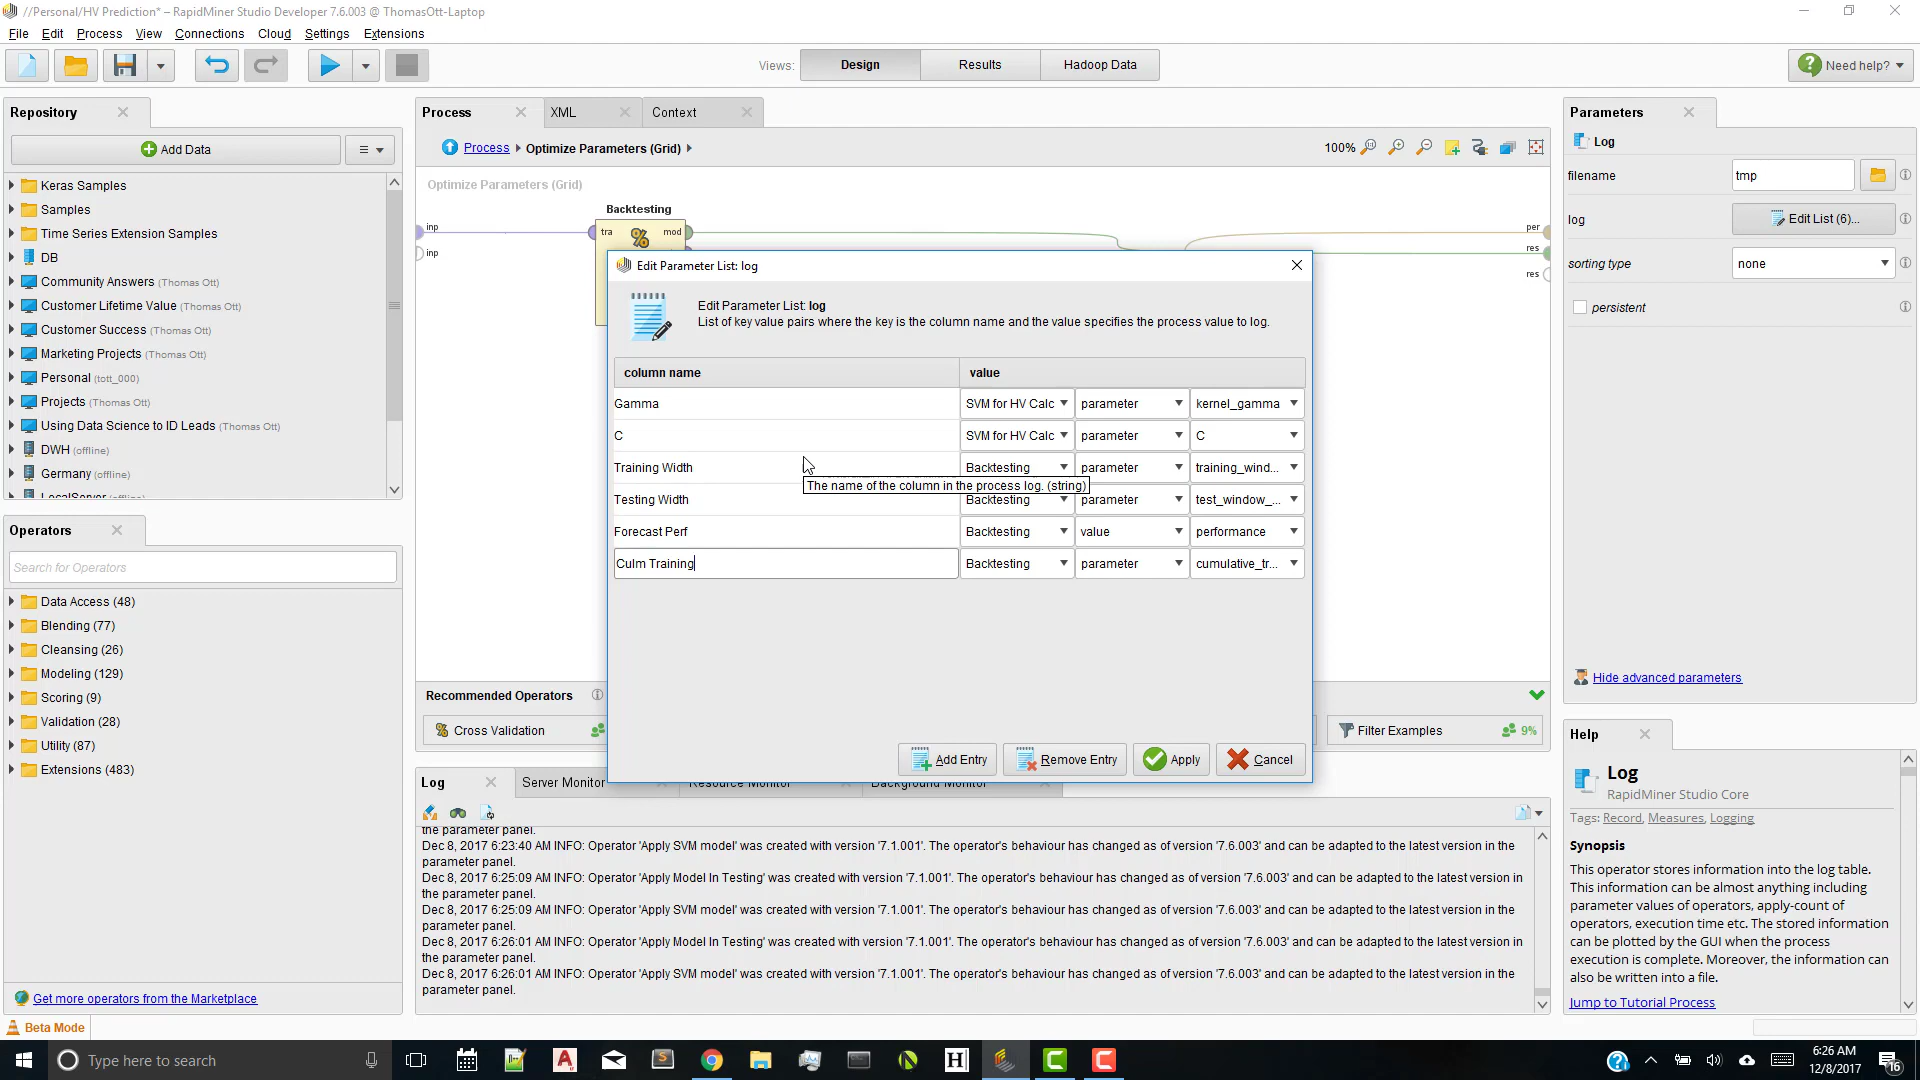 //Personal/HV Prediction* – RapidMiner Studio Developer 7.6.003 @ ThomasOtt-Laptop
File Edit Process View Connections Cloud Settings Extensions
Views: Design Results Hadoop Data Need help?
Repository Process XML Context Parameters
Add Data
Process Optimize Parameters (Grid) 100%
Log
Keras Samples
Samples
Time Series Extension Samples
DB
Community Answers (Thomas Ott)
Customer Lifetime Value (Thomas Ott)
Customer Success (Thomas Ott)
Marketing Projects (Thomas Ott)
Personal (tott_000)
Projects (Thomas Ott)
Using Data Science to ID Leads (Thomas Ott)
DWH (offline)
Germany (offline)
LocalServer (offline)
Optimize Parameters (Grid)
Backtesting
inp
inp
tra
mod
per
res
res
filename tmp
log Edit List (6)...
sorting type none
persistent
Hide advanced parameters
Edit Parameter List: log
Edit Parameter List: log
List of key value pairs where the key is the column name and the value specifies the process value to log.
column name value
Gamma SVM for HV Calc parameter kernel_gamma
C SVM for HV Calc parameter C
Training Width Backtesting parameter training_wind...
The name of the column in the process log. (string)
Testing Width Backtesting parameter test_window_...
Forecast Perf Backtesting value performance
Culm Training Backtesting parameter cumulative_tr...
Add Entry Remove Entry Apply Cancel
Operators
Search for Operators
Data Access (48)
Blending (77)
Cleansing (26)
Modeling (129)
Scoring (9)
Validation (28)
Utility (87)
Extensions (483)
Get more operators from the Marketplace
Beta Mode
Recommended Operators
Cross Validation
Filter Examples 9%
Log Server Monitor Resource Monitor Background Monitor
the parameter panel.
Dec 8, 2017 6:23:40 AM INFO: Operator 'Apply SVM model' was created with version '7.1.001'. The operator's behaviour has changed as of version '7.6.003' and can be adapted to the latest version in the
parameter panel.
Dec 8, 2017 6:25:09 AM INFO: Operator 'Apply Model In Testing' was created with version '7.1.001'. The operator's behaviour has changed as of version '7.6.003' and can be adapted to the latest version in
the parameter panel.
Dec 8, 2017 6:25:09 AM INFO: Operator 'Apply SVM model' was created with version '7.1.001'. The operator's behaviour has changed as of version '7.6.003' and can be adapted to the latest version in the
parameter panel.
Dec 8, 2017 6:26:01 AM INFO: Operator 'Apply Model In Testing' was created with version '7.1.001'. The operator's behaviour has changed as of version '7.6.003' and can be adapted to the latest version in
the parameter panel.
Dec 8, 2017 6:26:01 AM INFO: Operator 'Apply SVM model' was created with version '7.1.001'. The operator's behaviour has changed as of version '7.6.003' and can be adapted to the latest version in the
parameter panel.
Help
Log
RapidMiner Studio Core
Tags: Record, Measures, Logging
Synopsis
This operator stores information into the log table.
This information can be almost anything including
parameter values of operators, apply-count of
operators, execution time etc. The stored information
can be plotted by the GUI when the process
execution is complete. Moreover, the information can
also be written into a file.
Jump to Tutorial Process
Type here to search
6:26 AM
12/8/2017
16